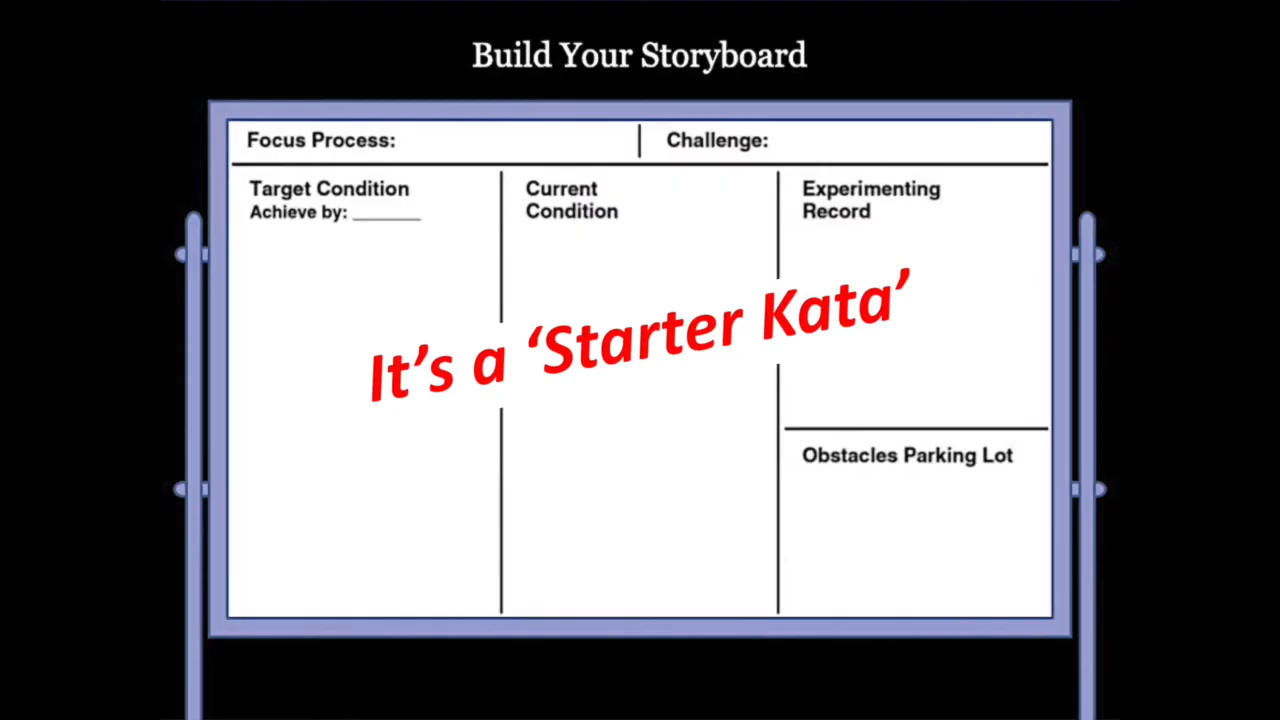 Build Your Storyboard
Focus Process:
Challenge:
Target Condition
Achieve by: _______
Current
Condition
Experimenting
Record
It’s a ‘Starter Kata’
Obstacles Parking Lot